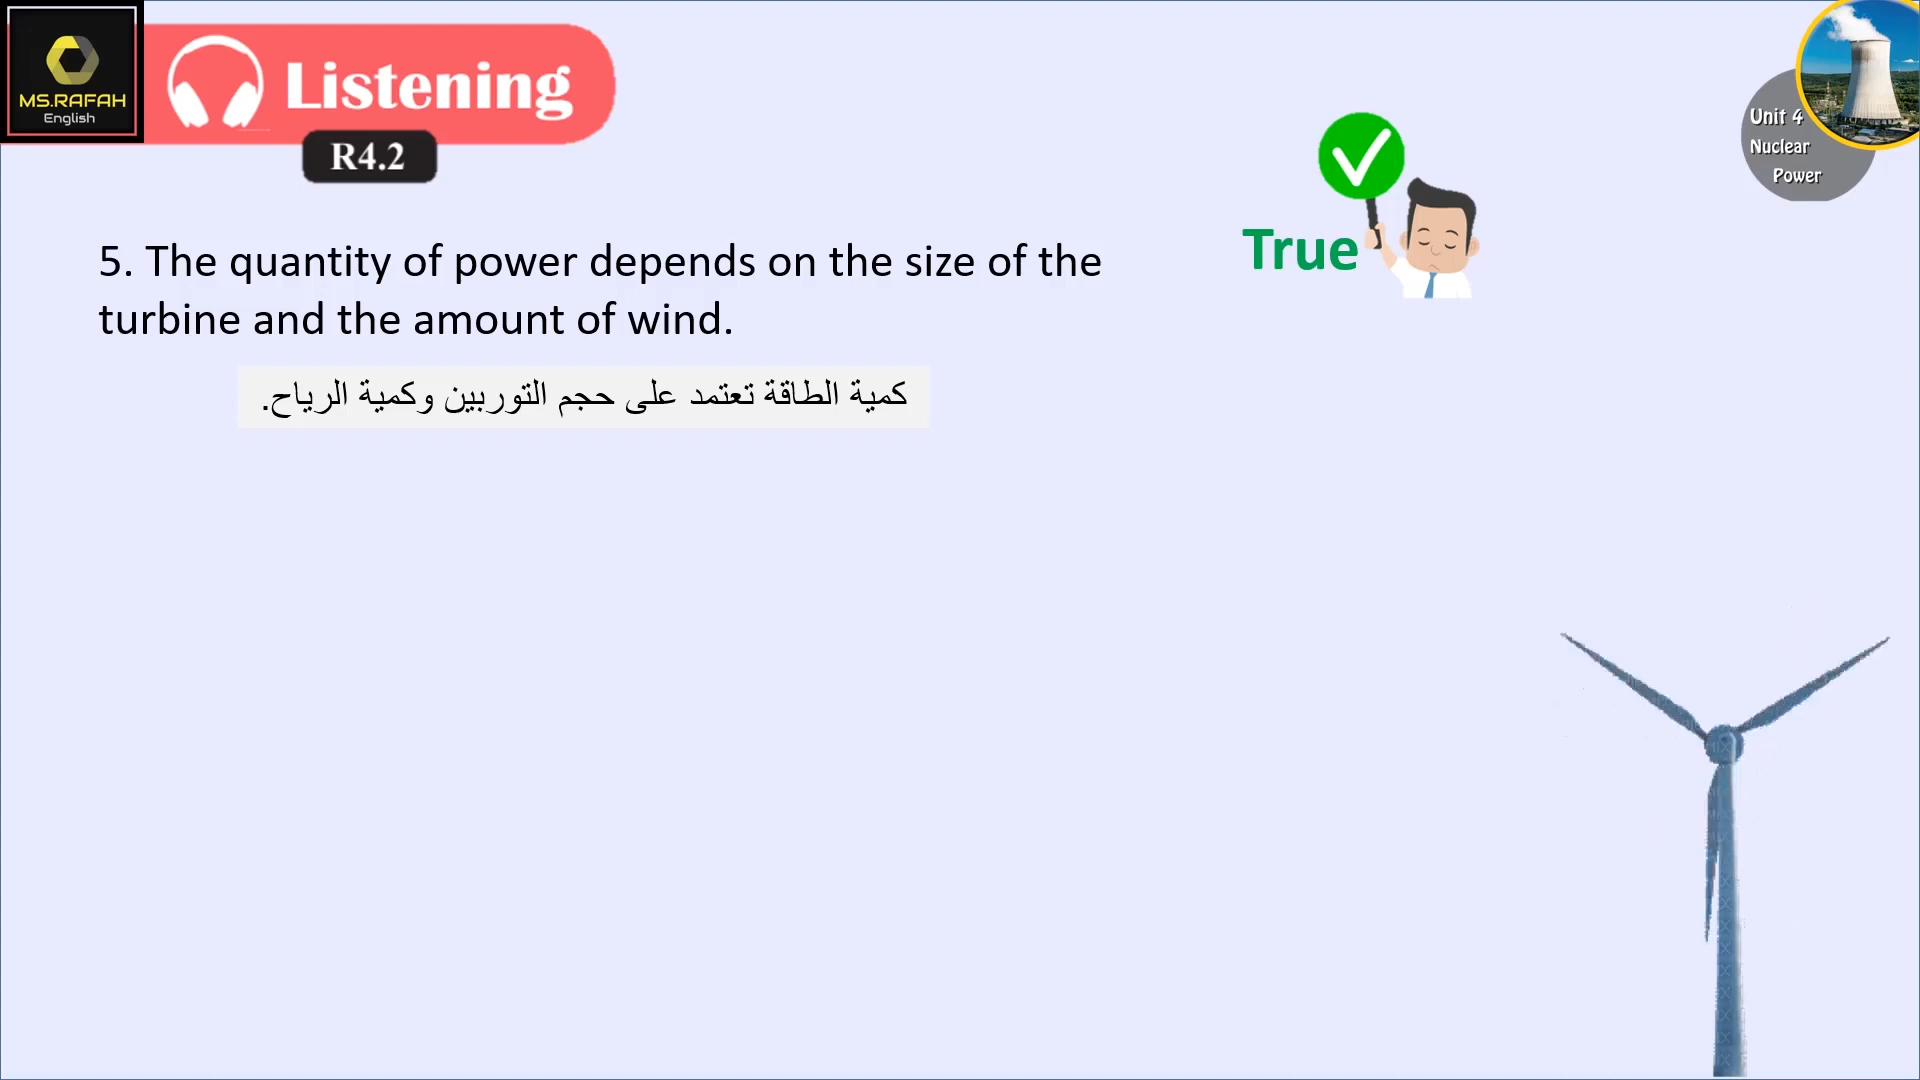 MS.RAFAH
English
Listening
R4.2
Unit 4
Nuclear
Power
True
5. The quantity of power depends on the size of the
turbine and the amount of wind.
كمية الطاقة تعتمد على حجم التوربين وكمية الرياح.